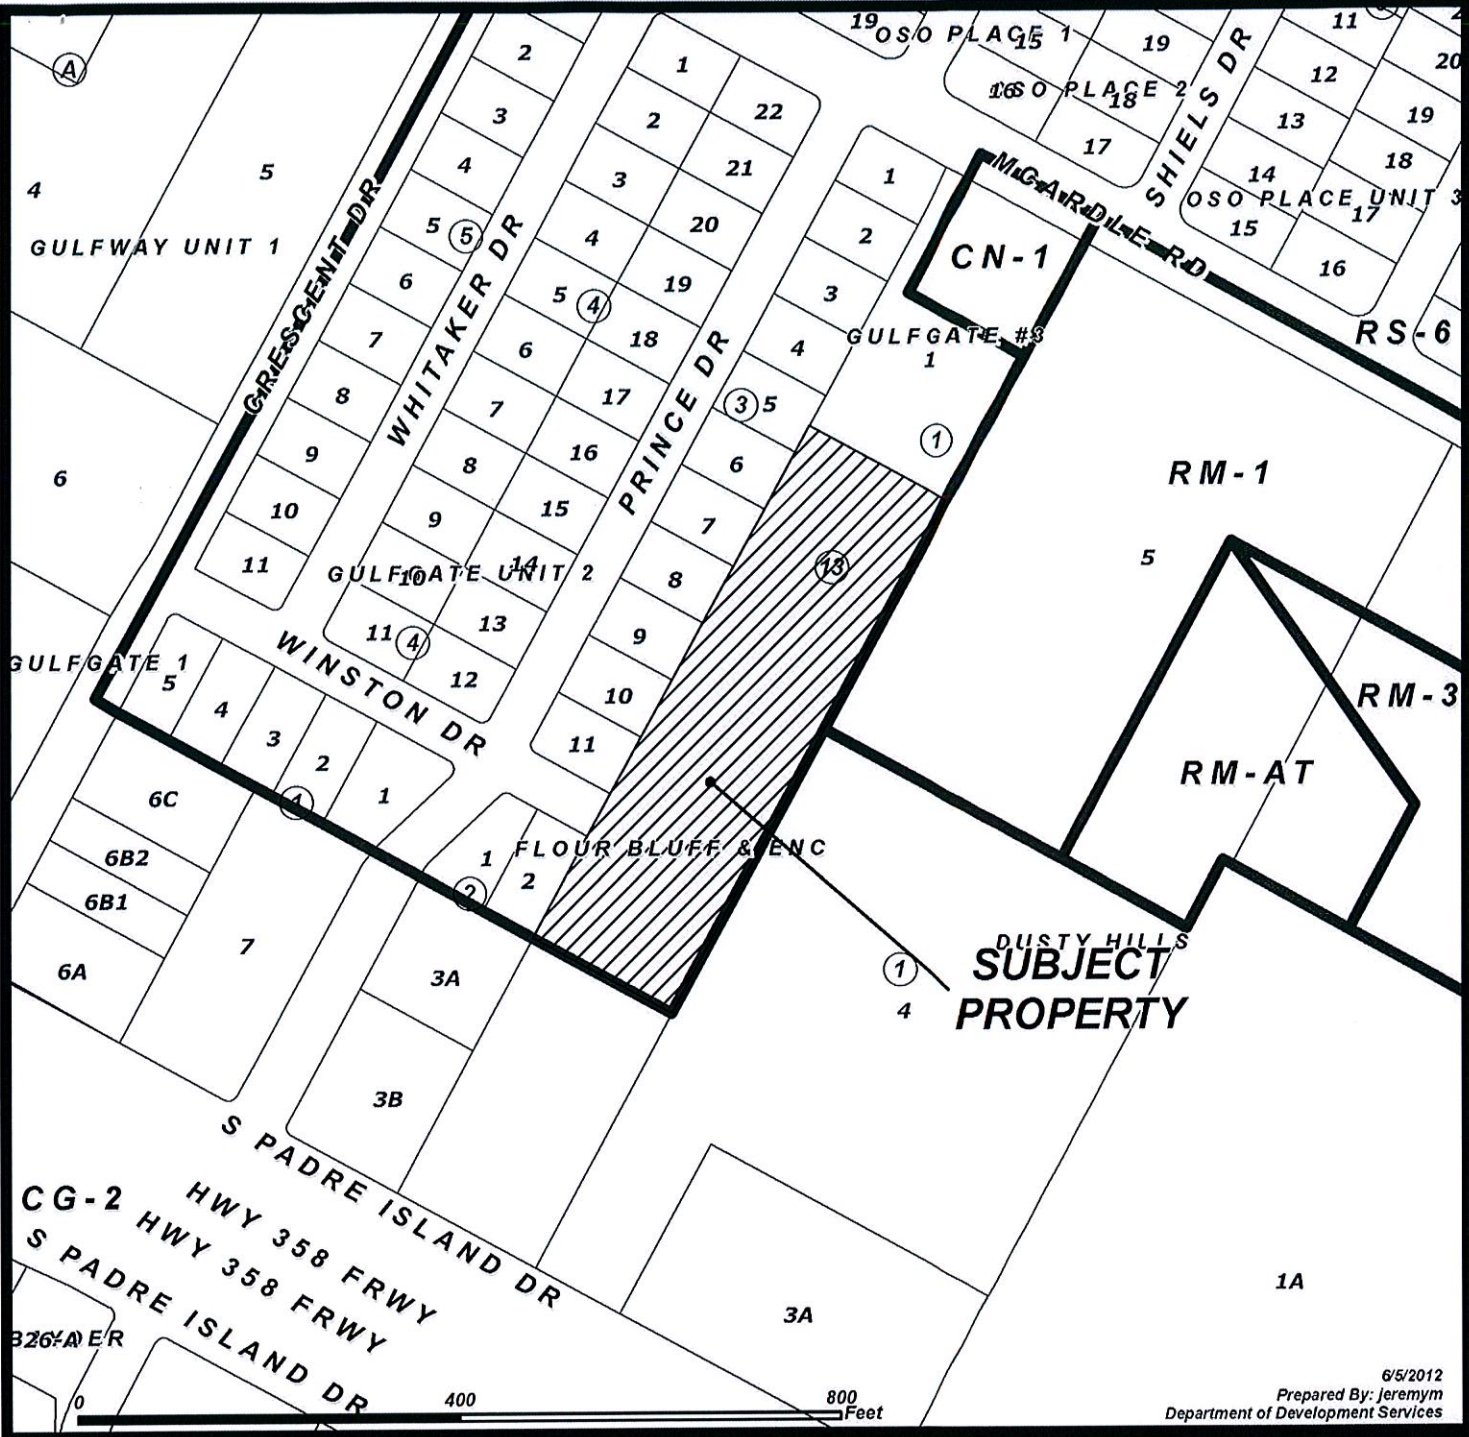 19
OSO PLACE 1
15
19
11
A
2
1
12
20
16
OSO PLACE 2
18
22
3
2
13
19
17
SHIELS DR
4
5
4
3
21
1
MCARDLE RD
14
18
OSO PLACE UNIT 3
17
15
16
GULFWAY UNIT 1
CRESCENT DR
5
5
WHITAKER DR
4
20
2
CN-1
6
5
4
19
3
RS-6
7
6
18
PRINCE DR
4
GULFGATE #3
1
8
7
17
3
5
1
6
9
8
16
6
RM-1
10
9
15
7
11
GULFGATE UNIT 2
10
14
8
13
5
11
4
13
9
GULFGATE 1
5
WINSTON DR
12
10
RM-3
4
3
2
11
1
RM-AT
6C
1
6B2
1
2
FLOUR BLUFF & ENC
6B1
2
7
6A
3A
DUSTY HILLS
SUBJECT
PROPERTY
1
4
3B
S PADRE ISLAND DR
CG-2
HWY 358 FRWY
HWY 358 FRWY
S PADRE ISLAND DR
3A
1A
26-A
0
400
800
Feet
6/5/2012
Prepared By: jeremym
Department of Development Services